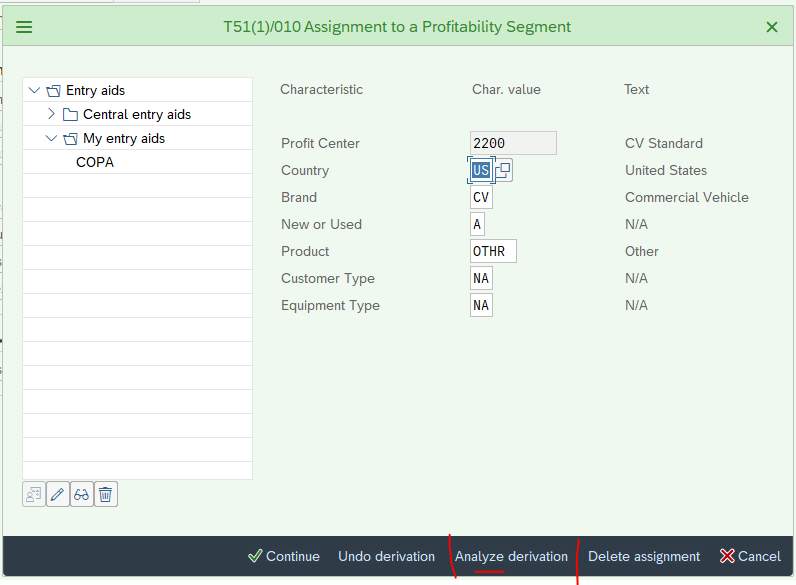 T51(1)/010 Assignment to a Profitability Segment
Entry aids
Central entry aids
My entry aids
COPA
Characteristic Char. value Text
Profit Center 2200 CV Standard
Country US United States
Brand CV Commercial Vehicle
New or Used A N/A
Product OTHR Other
Customer Type NA N/A
Equipment Type NA N/A
Continue Undo derivation Analyze derivation Delete assignment Cancel